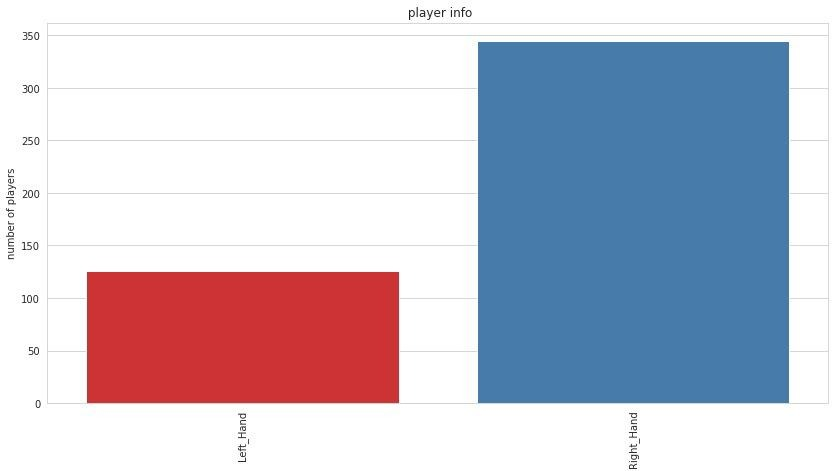 player info
350
300
250
200
150
100
50
0
number of players
Left_Hand
Right_Hand